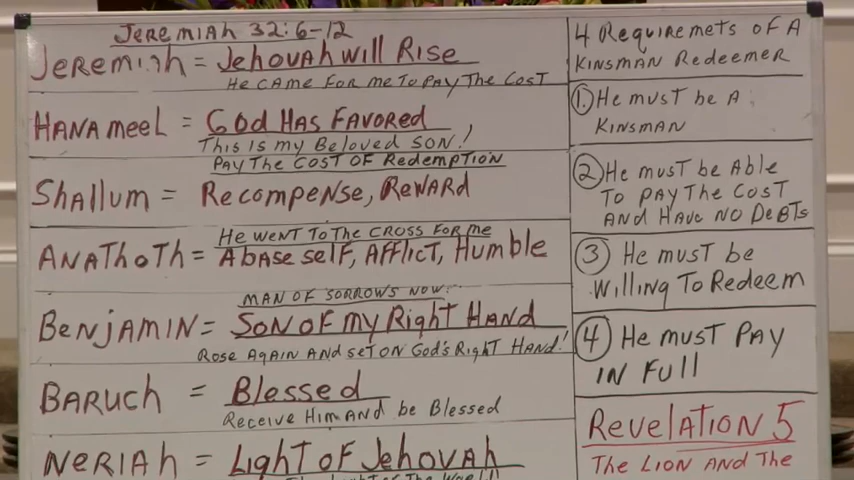 Jeremiah 32:6-12
Jeremiah = Jehovah will Rise
He came for me to pay the cost
Hanameel = God Has Favored
This is my Beloved Son!
Pay the cost of Redemption
Shallum = Recompense, Reward
He went to the cross for me
Anathoth = Abase self, Afflict, Humble
Man of sorrows now
Benjamin = Son of my Right Hand
Rose again and set on God's Right Hand!
Baruch = Blessed
Receive Him and be Blessed
Neriah = Light of Jehovah
The Light of The World!!
4 Requiremets of A
Kinsman Redeemer
1. He must be A
Kinsman
2 He must be Able
To pay The Cost
And Have No Debts
3 He must be
Willing To Redeem
4 He must Pay
in Full
Revelation 5
The Lion And The